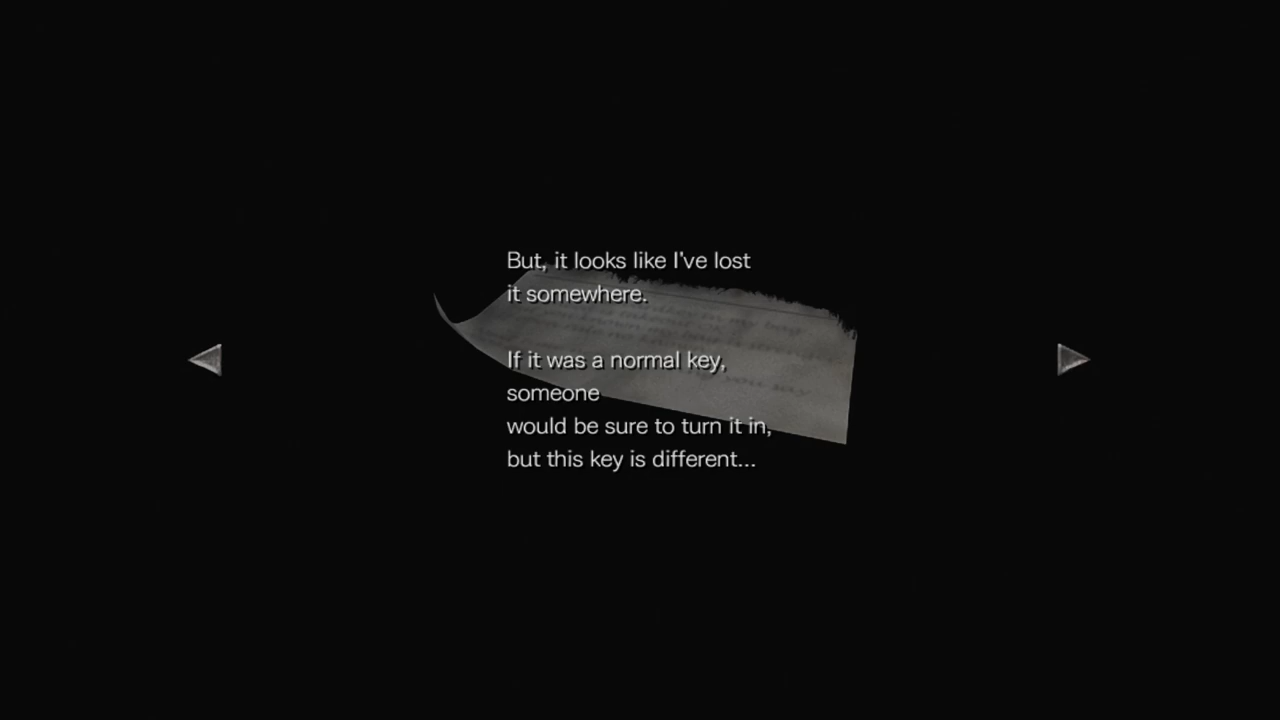 But, it looks like I've lost
it somewhere.
If it was a normal key,
someone
would be sure to turn it in,
but this key is different...